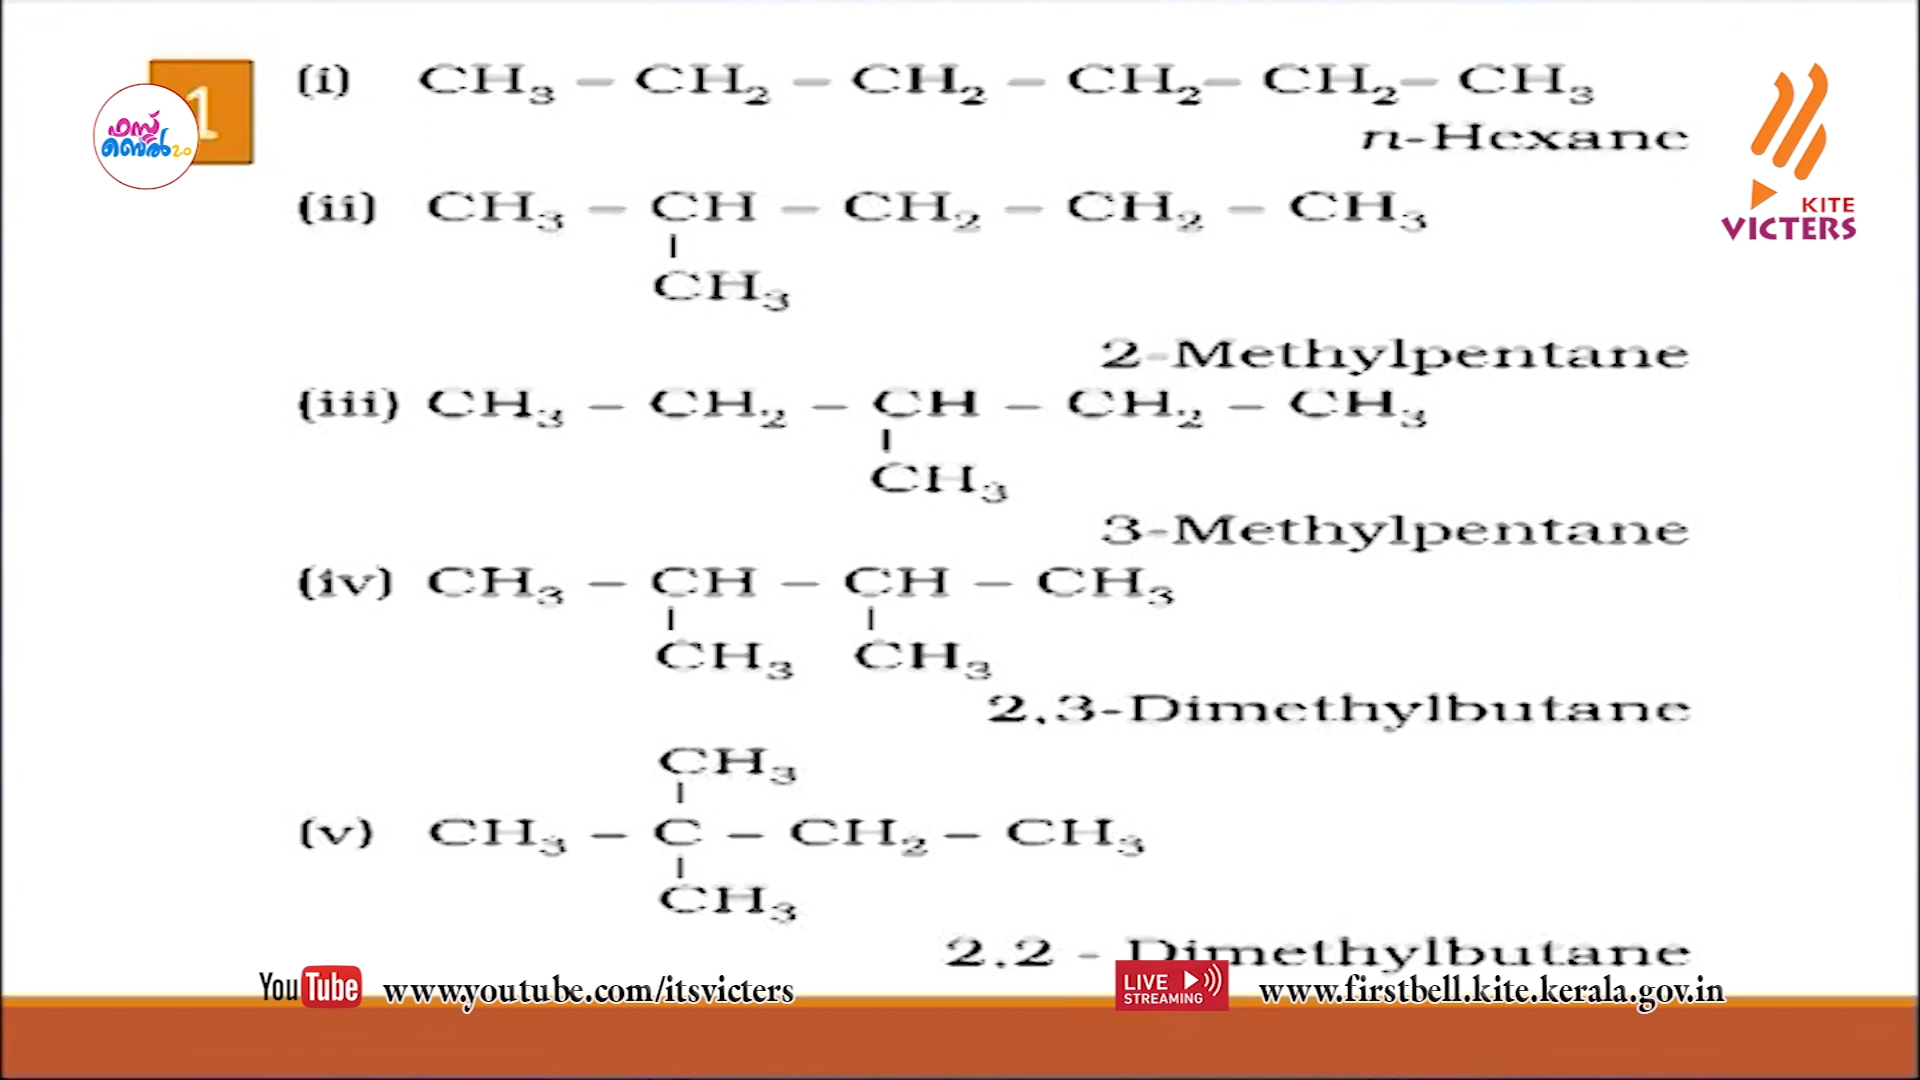 1
ഫസ്റ്റ്
ബെൽ 2.0
(i) CH₃ – CH₂ – CH₂ – CH₂– CH₂– CH₃
n-Hexane
KITE
VICTERS
(ii) CH₃ – CH – CH₂ – CH₂ – CH₃
CH₃
2-Methylpentane
(iii) CH₃ – CH₂ – CH – CH₂ – CH₃
CH₃
3-Methylpentane
(iv) CH₃ – CH – CH – CH₃
CH₃ CH₃
2,3-Dimethylbutane
CH₃
(v) CH₃ – C – CH₂ – CH₃
CH₃
2,2 - Dimethylbutane
YouTube www.youtube.com/itsvicters
LIVE STREAMING www.firstbell.kite.kerala.gov.in